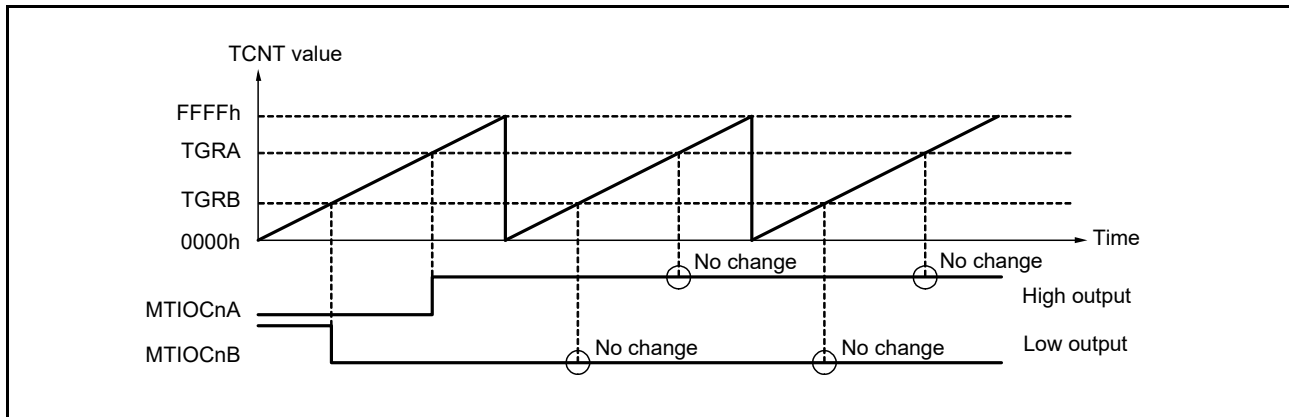 TCNT value
FFFFh
TGRA
TGRB
0000h
Time
No change
No change
MTIOCnA
High output
MTIOCnB
No change
No change
Low output